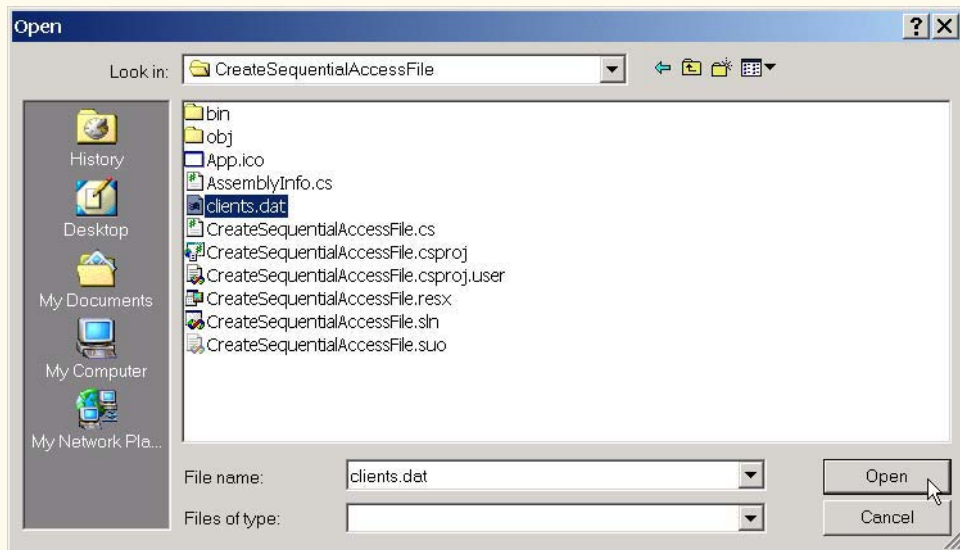 Open
Look in:
CreateSequentialAccessFile
History
Desktop
My Documents
My Computer
My Network Pla...
bin
obj
App.ico
AssemblyInfo.cs
clients.dat
CreateSequentialAccessFile.cs
CreateSequentialAccessFile.csproj
CreateSequentialAccessFile.csproj.user
CreateSequentialAccessFile.resx
CreateSequentialAccessFile.sln
CreateSequentialAccessFile.suo
File name:
clients.dat
Open
Files of type:
Cancel